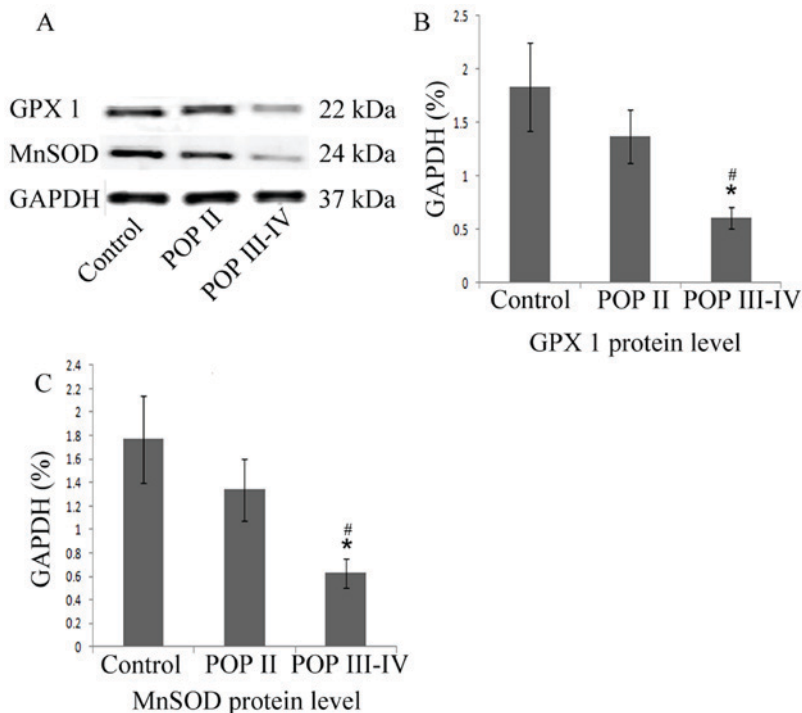 A
GPX 1 22 kDa
MnSOD 24 kDa
GAPDH 37 kDa
Control POP II POP III-IV
B
GAPDH (%)
2.5
2
1.5
1
0.5
0
#
*
Control POP II POP III-IV
GPX 1 protein level
C
GAPDH (%)
2.4
2.2
2
1.8
1.6
1.4
1.2
1
0.8
0.6
0.4
0.2
0
#
*
Control POP II POP III-IV
MnSOD protein level